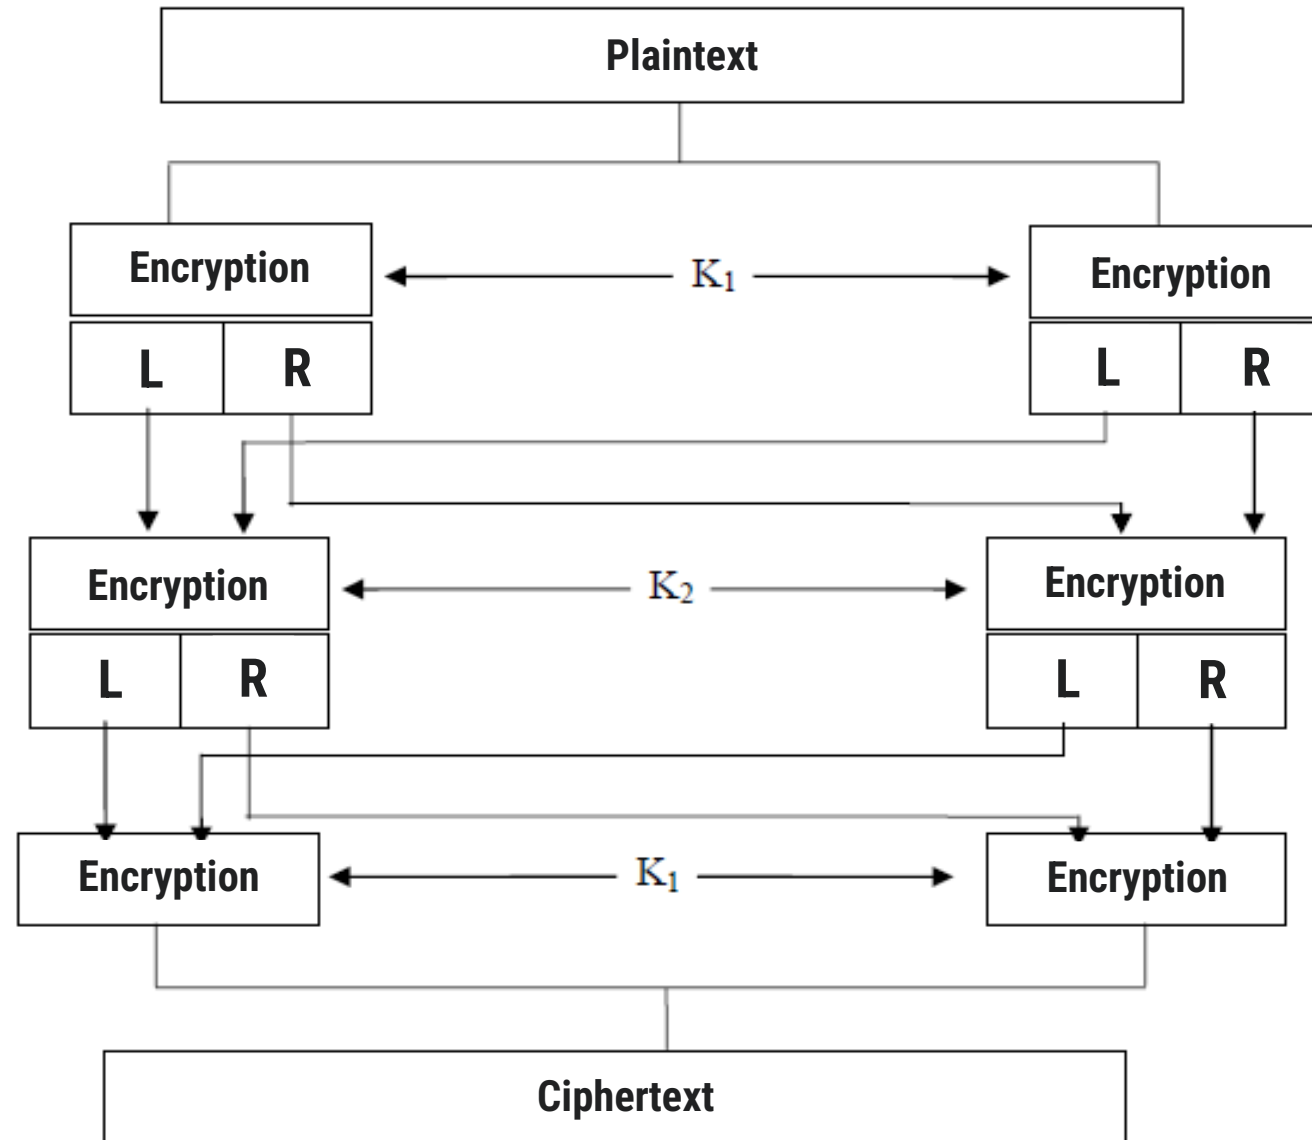 Plaintext
Encryption K₁ Encryption
L R L R
Encryption K₂ Encryption
L R L R
Encryption K₁ Encryption
Ciphertext